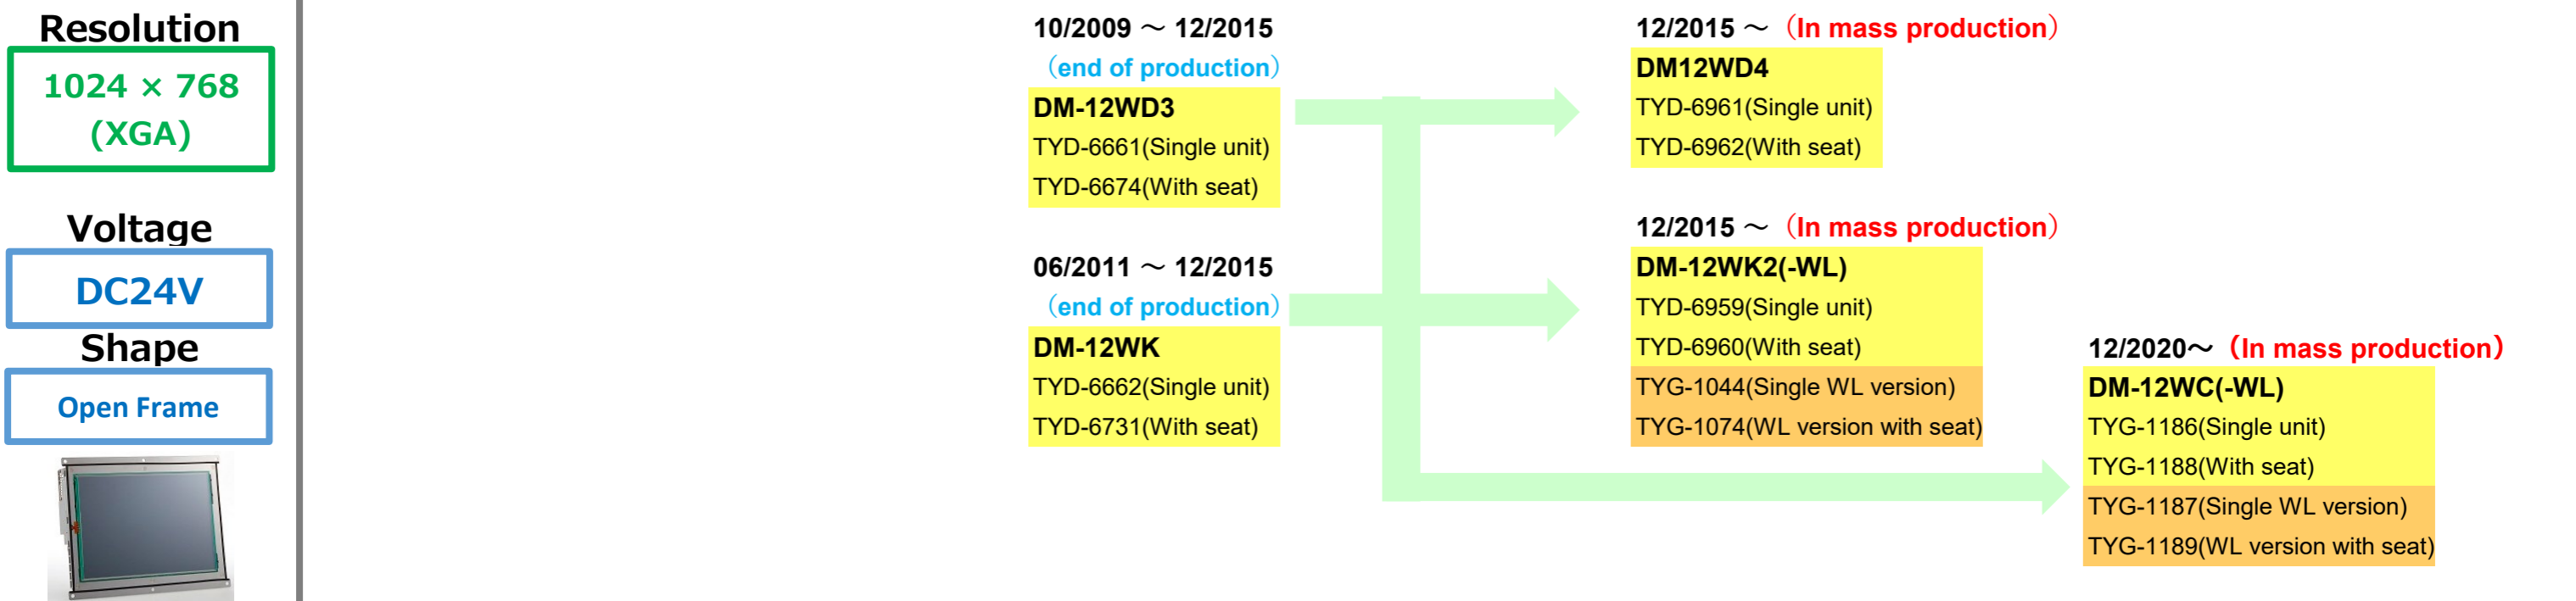 Resolution
1024 × 768
(XGA)
Voltage
DC24V
Shape
Open Frame
10/2009 ～ 12/2015
（end of production）
DM-12WD3
TYD-6661(Single unit)
TYD-6674(With seat)
06/2011 ～ 12/2015
（end of production）
DM-12WK
TYD-6662(Single unit)
TYD-6731(With seat)
12/2015 ～（In mass production）
DM12WD4
TYD-6961(Single unit)
TYD-6962(With seat)
12/2015 ～（In mass production）
DM-12WK2(-WL)
TYD-6959(Single unit)
TYD-6960(With seat)
TYG-1044(Single WL version)
TYG-1074(WL version with seat)
12/2020～（In mass production）
DM-12WC(-WL)
TYG-1186(Single unit)
TYG-1188(With seat)
TYG-1187(Single WL version)
TYG-1189(WL version with seat)